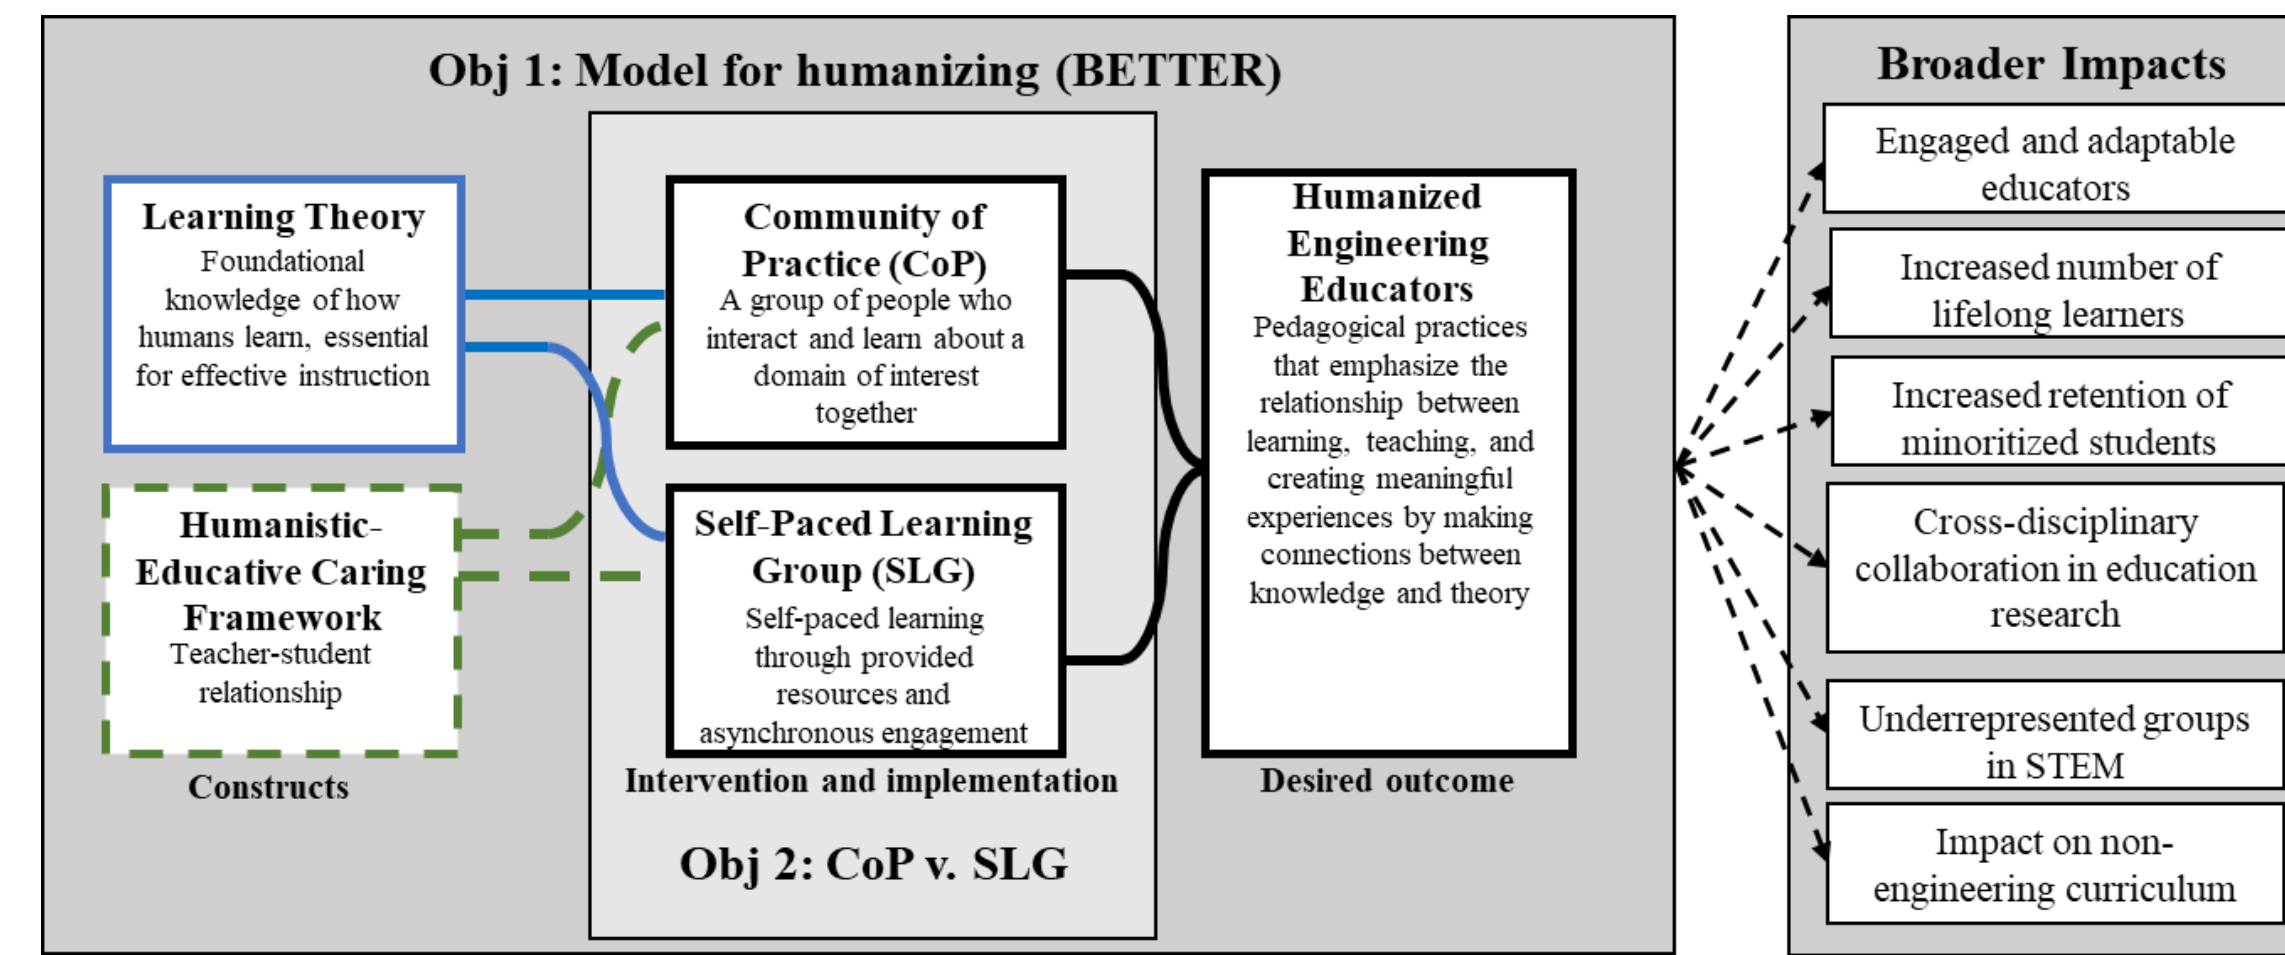 Obj 1: Model for humanizing (BETTER)
Learning Theory
Foundational
knowledge of how
humans learn, essential
for effective instruction
Humanistic-
Educative Caring
Framework
Teacher-student
relationship
Constructs
Community of
Practice (CoP)
A group of people who
interact and learn about a
domain of interest
together
Self-Paced Learning
Group (SLG)
Self-paced learning
through provided
resources and
asynchronous engagement
Intervention and implementation
Obj 2: CoP v. SLG
Humanized
Engineering
Educators
Pedagogical practices
that emphasize the
relationship between
learning, teaching, and
creating meaningful
experiences by making
connections between
knowledge and theory
Desired outcome
Broader Impacts
Engaged and adaptable
educators
Increased number of
lifelong learners
Increased retention of
minoritized students
Cross-disciplinary
collaboration in education
research
Underrepresented groups
in STEM
Impact on non-
engineering curriculum